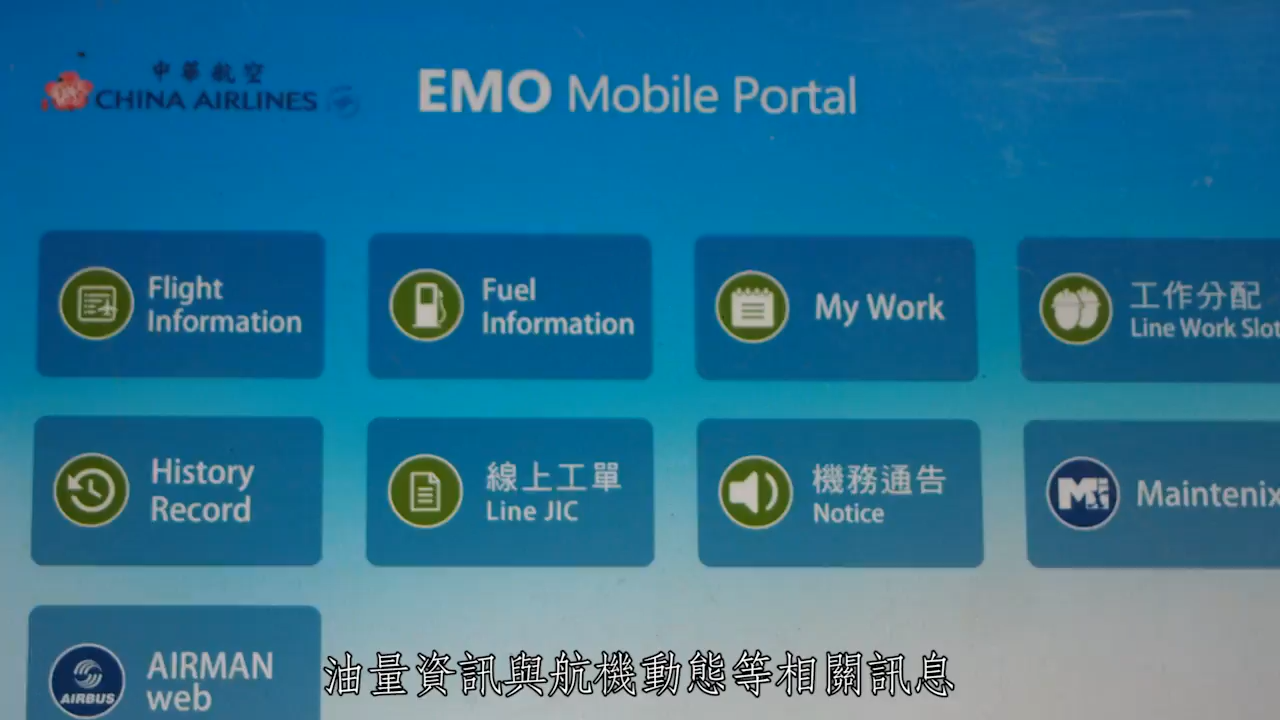 中華航空
CHINA AIRLINES
EMO Mobile Portal
Flight
Information
Fuel
Information
My Work
工作分配
Line Work Slot
History
Record
線上工單
Line JIC
機務通告
Notice
Maintenix
AIRBUS
AIRMAN
web
油量資訊與航機動態等相關訊息